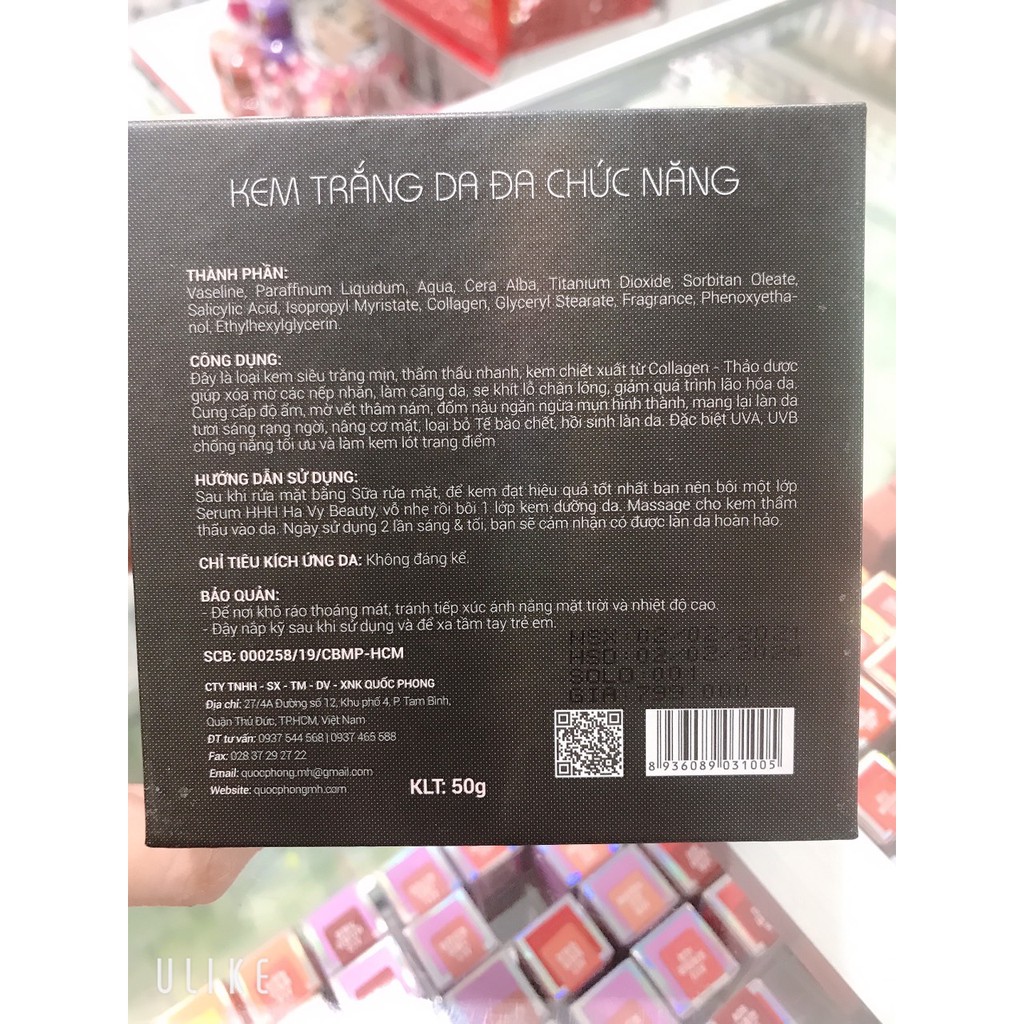 KEM TRẮNG DA ĐA CHỨC NĂNG
THÀNH PHẦN:
Vaseline, Paraffinum Liquidum, Aqua, Cera Alba, Titanium Dioxide, Sorbitan Oleate,
Salicylic Acid, Isopropyl Myristate, Collagen, Glyceryl Stearate, Fragrance, Phenoxyetha-
nol, Ethylhexylglycerin.
CÔNG DỤNG:
Đây là loại kem siêu trắng mịn, thẩm thấu nhanh, kem chiết xuất từ Collagen - Thảo dược
giúp xóa mờ các nếp nhăn, làm căng da, se khít lỗ chân lông, giảm quá trình lão hóa da.
Cung cấp độ ẩm, mờ vết thâm nám, đốm nâu ngăn ngừa mụn hình thành, mang lại làn da
tươi sáng rạng ngời, nâng cơ mặt, loại bỏ Tế bào chết, hồi sinh làn da. Đặc biệt UVA, UVB
chống nắng tối ưu và làm kem lót trang điểm
HƯỚNG DẪN SỬ DỤNG:
Sau khi rửa mặt bằng Sữa rửa mặt, để kem đạt hiệu quả tốt nhất bạn nên bôi một lớp
Serum HHH Ha Vy Beauty, vỗ nhẹ rồi bôi 1 lớp kem dưỡng da. Massage cho kem thẩm
thấu vào da. Ngày sử dụng 2 lần sáng & tối, bạn sẽ cảm nhận có được làn da hoàn hảo.
CHỈ TIÊU KÍCH ỨNG DA: Không đáng kể.
BẢO QUẢN:
- Để nơi khô ráo thoáng mát, tránh tiếp xúc ánh nắng mặt trời và nhiệt độ cao.
- Đậy nắp kỹ sau khi sử dụng và để xa tầm tay trẻ em.
NSX:02/02/2021
HSD:02/02/
SCB: 000258/19/CBMP-HCM
SOLO:001
GIA:799.000
CTY TNHH - SX - TM - DV - XNK QUỐC PHONG
Địa chỉ: 27/4A Đường số 12, Khu phố 4, P. Tam Bình,
Quận Thủ Đức, TP.HCM, Việt Nam
ĐT tư vấn: 0937 544 568 | 0937 465 588
Fax: 028 37 29 27 22
Email: quocphong.mh@gmail.com
Website: quocphongmh.com
KLT: 50g
8 936089 031005
ULIKE